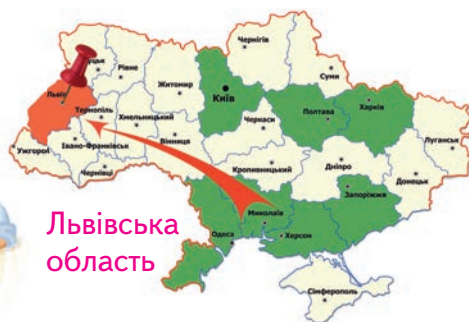 Чернігів
Луцьк
Рівне
Суми
Житомир
Київ
Львів
Тернопіль
Полтава
Харків
Хмельницький
Черкаси
Луганськ
Івано-Франківськ
Вінниця
Ужгород
Чернівці
Кропивницький
Дніпро
Донецьк
Запоріжжя
Миколаїв
Одеса
Херсон
Львівська
область
Сімферополь